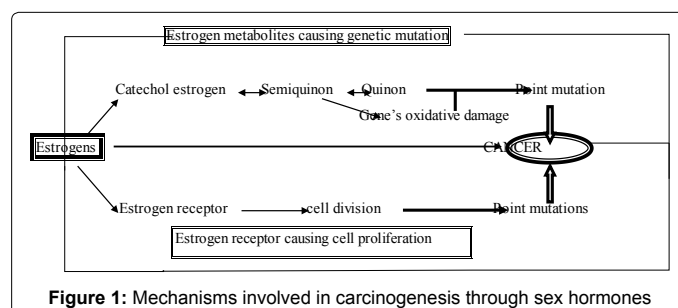 Estrogen metabolites causing genetic mutation
Catechol estrogen Semiquinon Quinon Point mutation
Gene's oxidative damage
Estrogens CANCER
Estrogen receptor cell division Point mutations
Estrogen receptor causing cell proliferation
Figure 1: Mechanisms involved in carcinogenesis through sex hormones